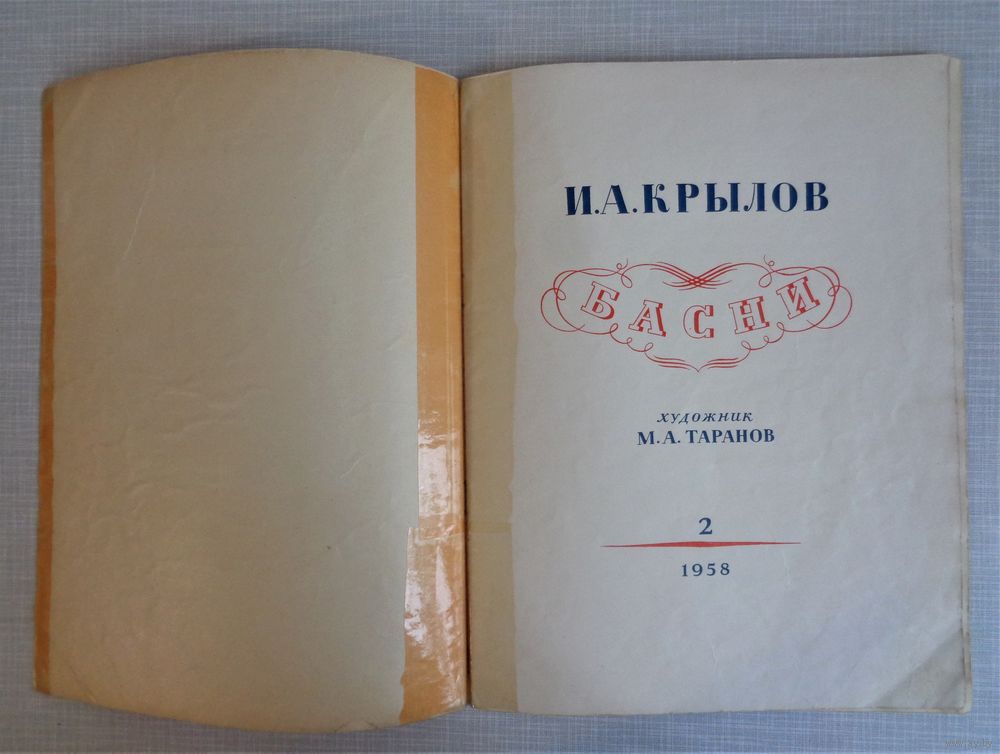 И.А.КРЫЛОВ
БАСНИ
художник
М.А.ТАРАНОВ
2
1958